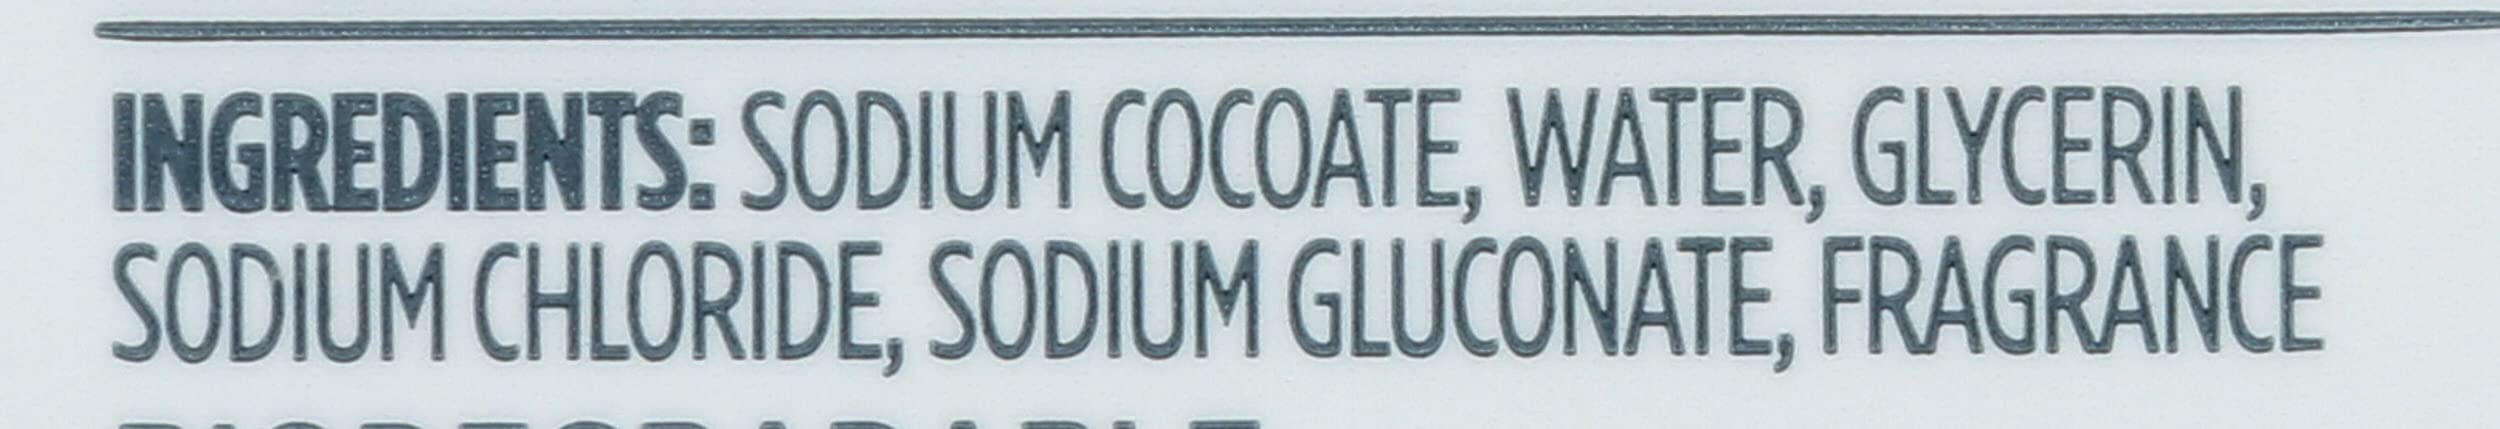 INGREDIENTS: SODIUM COCOATE, WATER, GLYCERIN,
SODIUM CHLORIDE, SODIUM GLUCONATE, FRAGRANCE